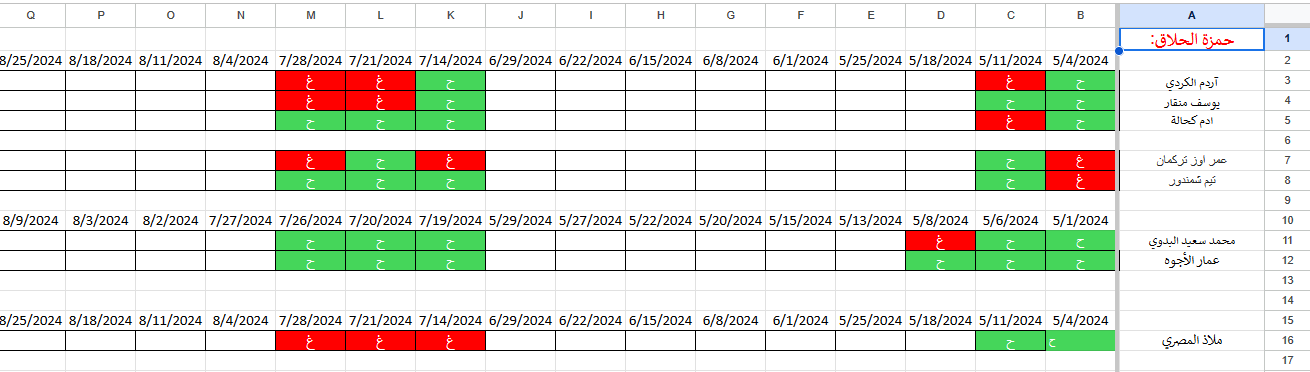 A B C D E F G H I J K L M N O P Q
1 حمزة الحلاق:
2 5/4/2024 5/11/2024 5/18/2024 5/25/2024 6/1/2024 6/8/2024 6/15/2024 6/22/2024 6/29/2024 7/14/2024 7/21/2024 7/28/2024 8/4/2024 8/11/2024 8/18/2024 8/25/2024
3 آردم الكردي ح غ ح غ غ
4 يوسف منقار ح ح ح غ غ
5 ادم كحالة ح غ ح ح ح
6
7 عمر اوز تركمان غ ح غ ح غ
8 تيم شمندور غ ح ح ح ح
9
10 5/1/2024 5/6/2024 5/8/2024 5/13/2024 5/15/2024 5/20/2024 5/22/2024 5/27/2024 5/29/2024 7/19/2024 7/20/2024 7/26/2024 7/27/2024 8/2/2024 8/3/2024 8/9/2024
11 محمد سعيد البدوي ح ح غ ح ح ح
12 عمار الأجوه ح ح ح ح ح ح
13
14
15 5/4/2024 5/11/2024 5/18/2024 5/25/2024 6/1/2024 6/8/2024 6/15/2024 6/22/2024 6/29/2024 7/14/2024 7/21/2024 7/28/2024 8/4/2024 8/11/2024 8/18/2024 8/25/2024
16 ملاذ المصري ح ح غ غ غ
17